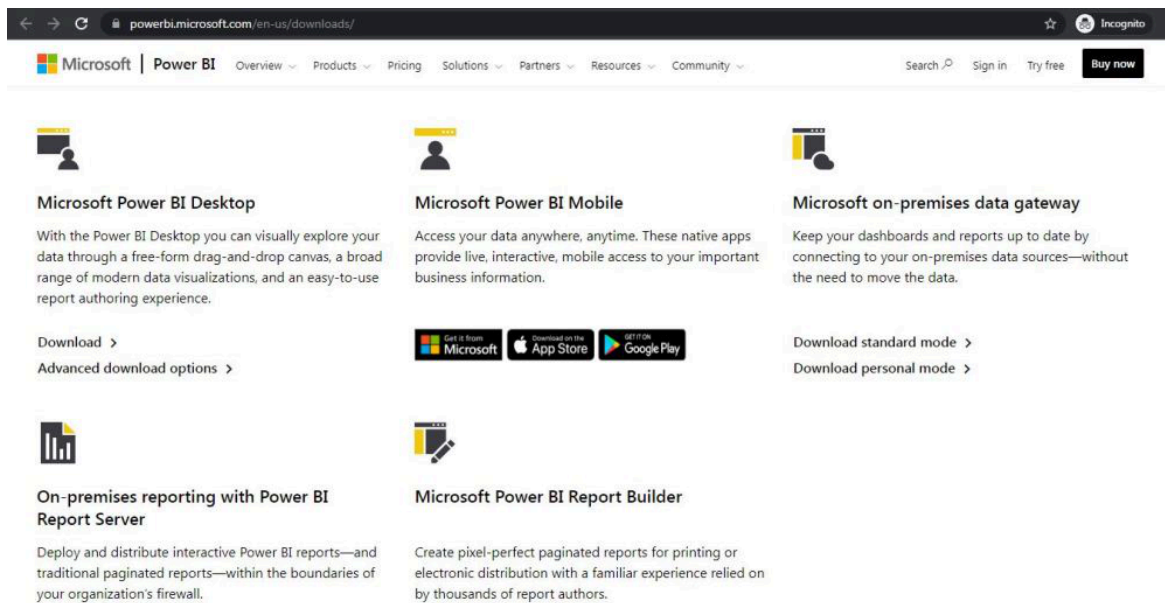 powerbi.microsoft.com/en-us/downloads/
Incognito
Microsoft | Power BI Overview Products Pricing Solutions Partners Resources Community Search Sign in Try free Buy now
Microsoft Power BI Desktop
With the Power BI Desktop you can visually explore your
data through a free-form drag-and-drop canvas, a broad
range of modern data visualizations, and an easy-to-use
report authoring experience.
Download >
Advanced download options >
Microsoft Power BI Mobile
Access your data anywhere, anytime. These native apps
provide live, interactive, mobile access to your important
business information.
Get it from
Microsoft
Download on the
App Store
GET IT ON
Google Play
Microsoft on-premises data gateway
Keep your dashboards and reports up to date by
connecting to your on-premises data sources—without
the need to move the data.
Download standard mode >
Download personal mode >
On-premises reporting with Power BI
Report Server
Deploy and distribute interactive Power BI reports—and
traditional paginated reports—within the boundaries of
your organization's firewall.
Microsoft Power BI Report Builder
Create pixel-perfect paginated reports for printing or
electronic distribution with a familiar experience relied on
by thousands of report authors.